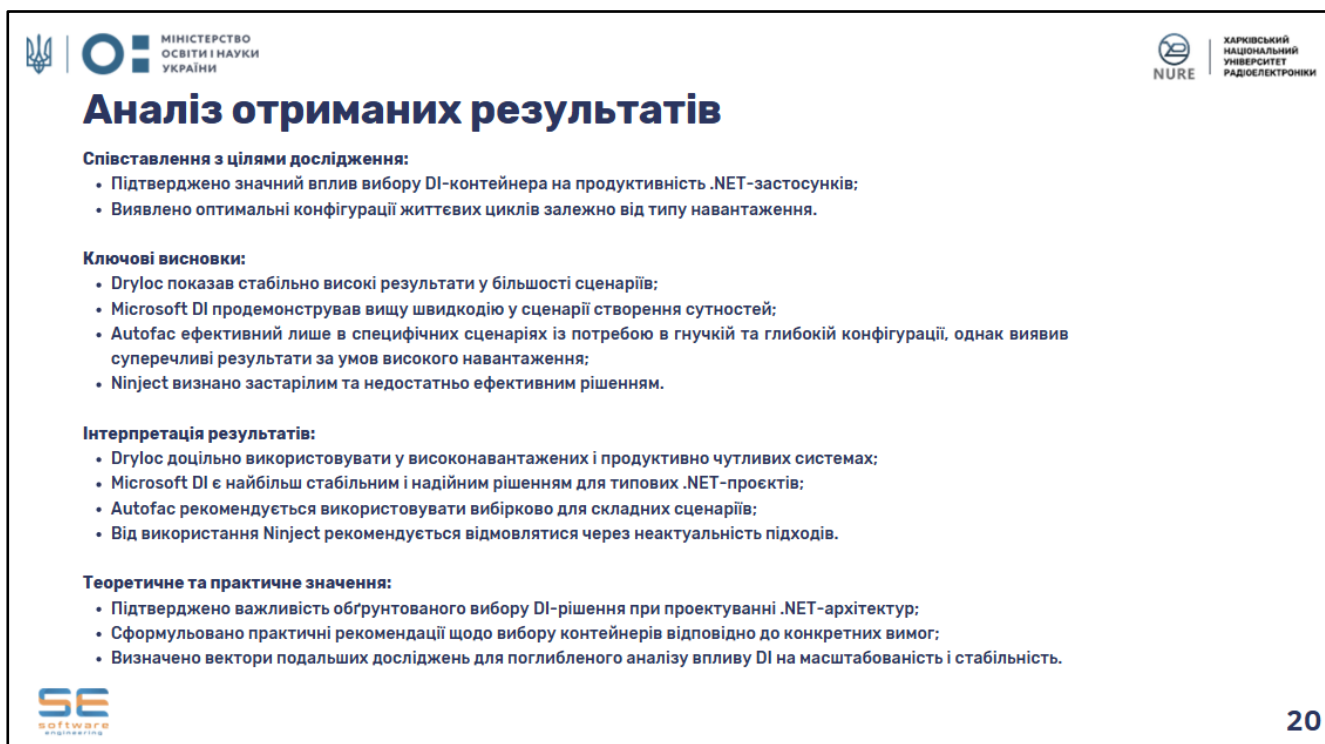 МІНІСТЕРСТВО
ОСВІТИ І НАУКИ
УКРАЇНИ
NURE
ХАРКІВСЬКИЙ
НАЦІОНАЛЬНИЙ
УНІВЕРСИТЕТ
РАДІОЕЛЕКТРОНІКИ
Аналіз отриманих результатів
Співставлення з цілями дослідження:
• Підтверджено значний вплив вибору DI-контейнера на продуктивність .NET-застосунків;
• Виявлено оптимальні конфігурації життєвих циклів залежно від типу навантаження.
Ключові висновки:
• DryIoc показав стабільно високі результати у більшості сценаріїв;
• Microsoft DI продемонстрував вищу швидкодію у сценарії створення сутностей;
• Autofac ефективний лише в специфічних сценаріях із потребою в гнучкій та глибокій конфігурації, однак виявив
суперечливі результати за умов високого навантаження;
• Ninject визнано застарілим та недостатньо ефективним рішенням.
Інтерпретація результатів:
• DryIoc доцільно використовувати у високонавантажених і продуктивно чутливих системах;
• Microsoft DI є найбільш стабільним і надійним рішенням для типових .NET-проєктів;
• Autofac рекомендується використовувати вибірково для складних сценаріїв;
• Від використання Ninject рекомендується відмовлятися через неактуальність підходів.
Теоретичне та практичне значення:
• Підтверджено важливість обґрунтованого вибору DI-рішення при проектуванні .NET-архітектур;
• Сформульовано практичні рекомендації щодо вибору контейнерів відповідно до конкретних вимог;
• Визначено вектори подальших досліджень для поглибленого аналізу впливу DI на масштабованість і стабільність.
SE
software
engineering
20